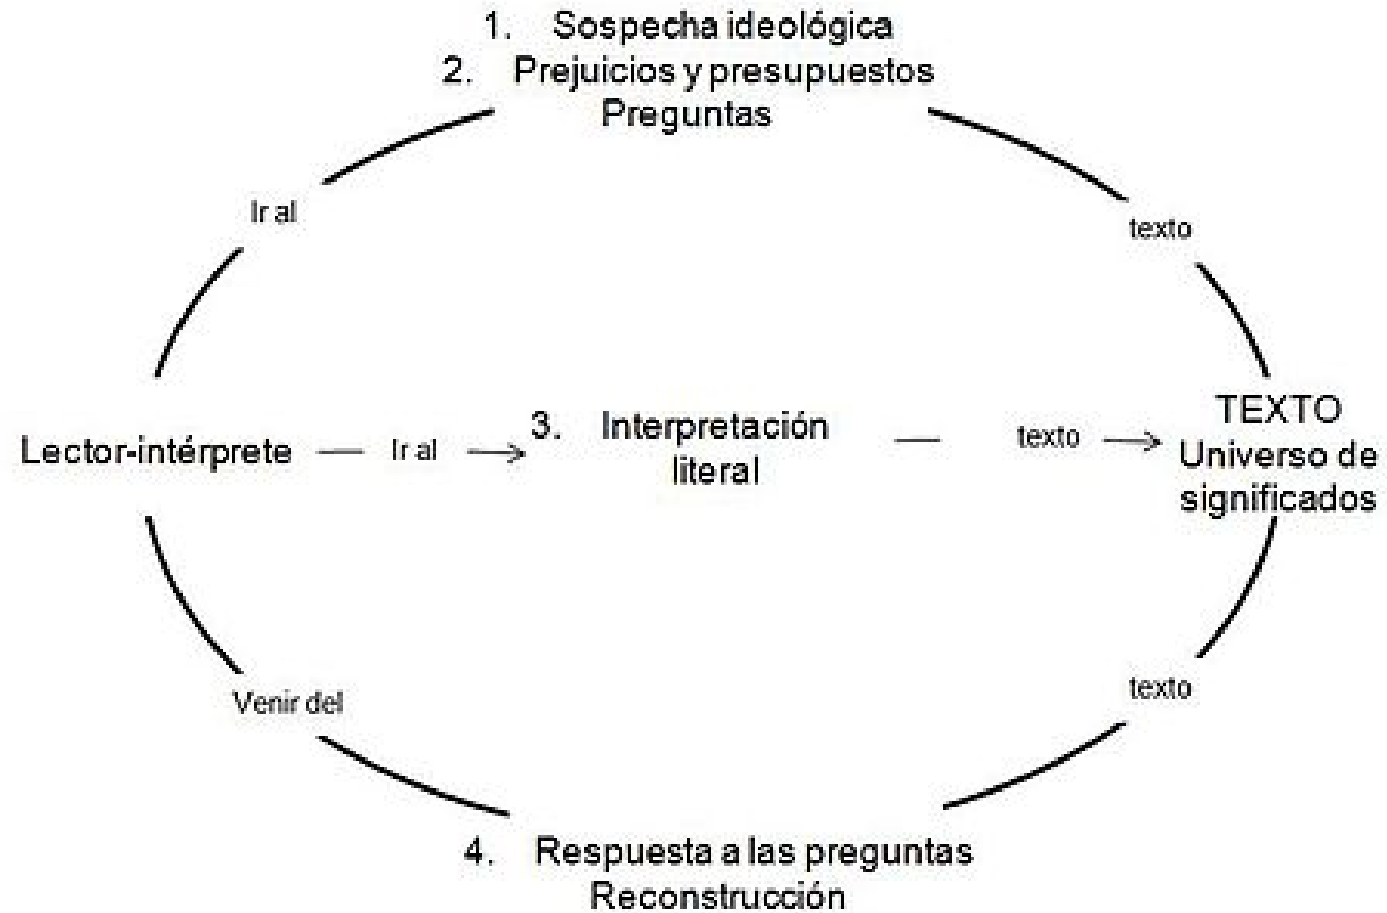 1. Sospecha ideológica
2. Prejuicios y presupuestos
Preguntas
Ir al
texto
Lector-intérprete
Ir al
3. Interpretación
literal
texto
TEXTO
Universo de
significados
Venir del
texto
4. Respuesta a las preguntas
Reconstrucción